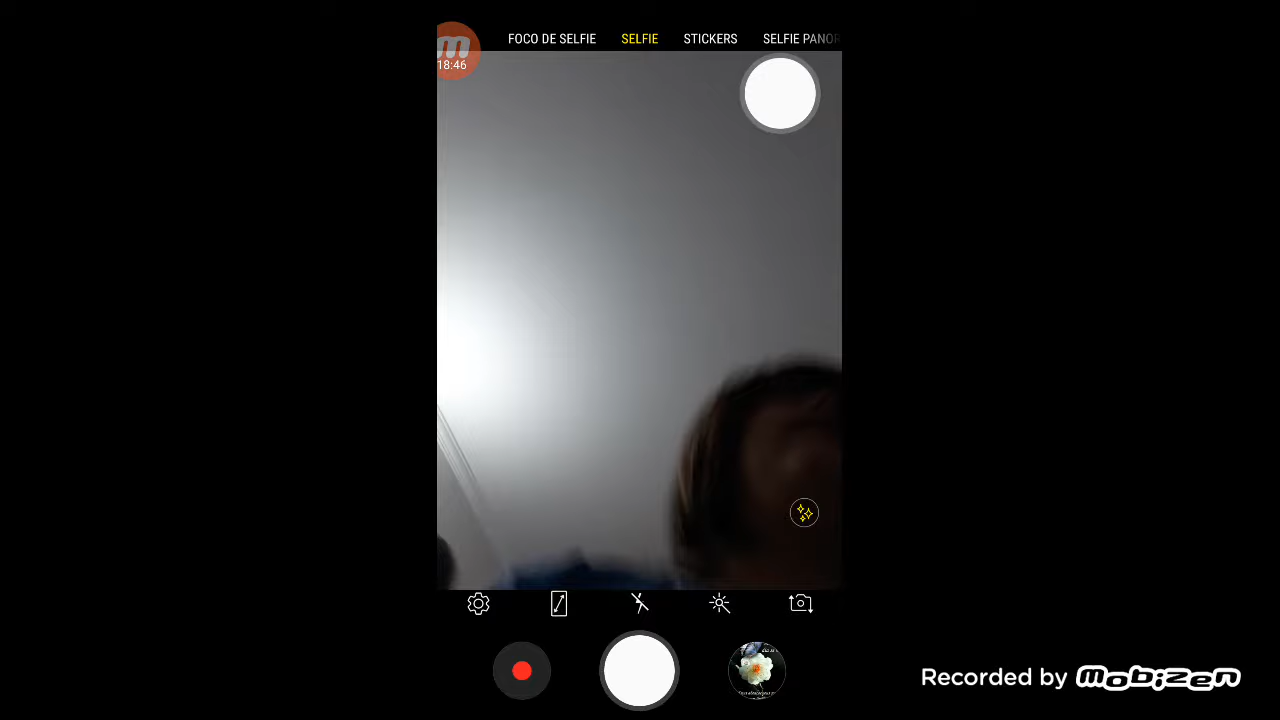 FOCO DE SELFIE SELFIE STICKERS SELFIE PANOR
m
18:46
Recorded by mobizen